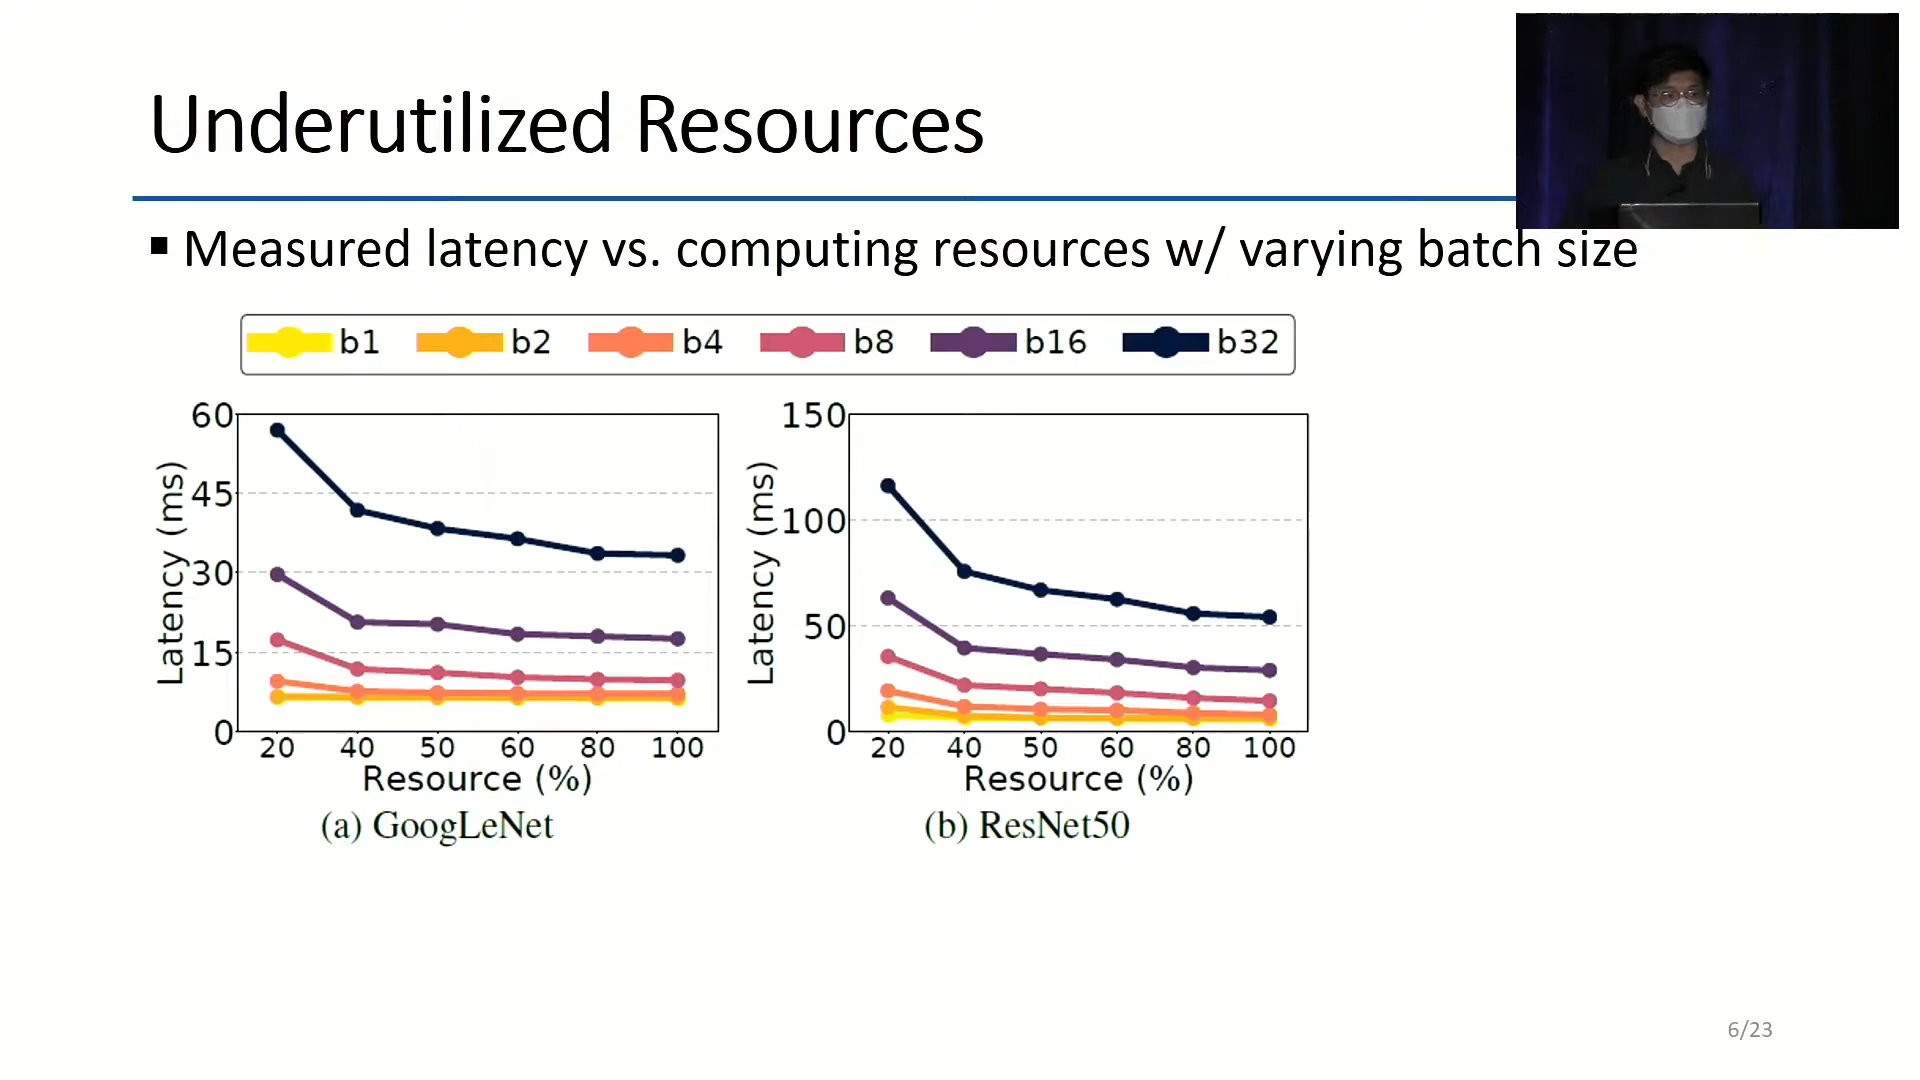 Underutilized Resources
▪ Measured latency vs. computing resources w/ varying batch size
b1 b2 b4 b8 b16 b32
60
45
30
15
0
Latency (ms)
20 40 50 60 80 100
Resource (%)
(a) GoogLeNet
150
100
50
0
Latency (ms)
20 40 50 60 80 100
Resource (%)
(b) ResNet50
6/23